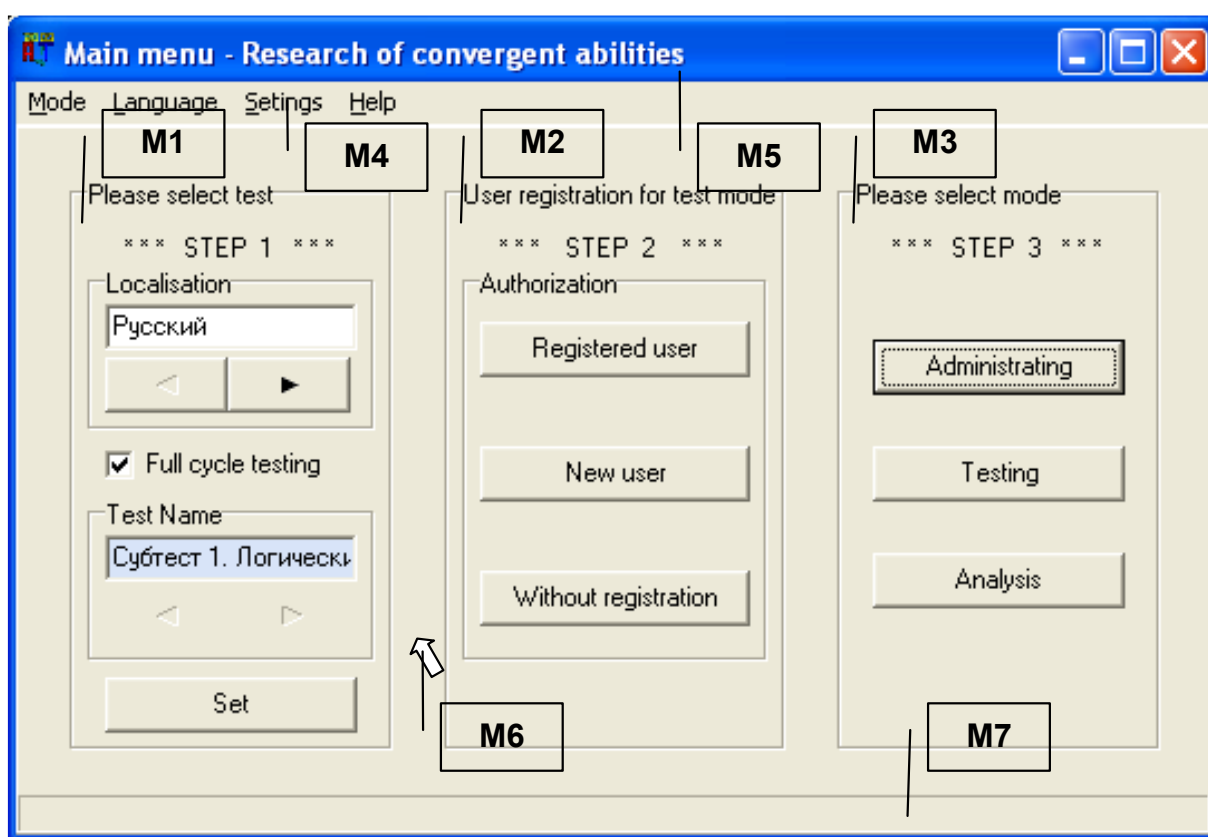 Main menu - Research of convergent abilities
Mode Language Setings Help
M1
M4
M2
M5
M3
Please select test
*** STEP 1 ***
Localisation
Русский
Full cycle testing
Test Name
Субтест 1. Логически
Set
User registration for test mode
*** STEP 2 ***
Authorization
Registered user
New user
Without registration
Please select mode
*** STEP 3 ***
Administrating
Testing
Analysis
M6
M7